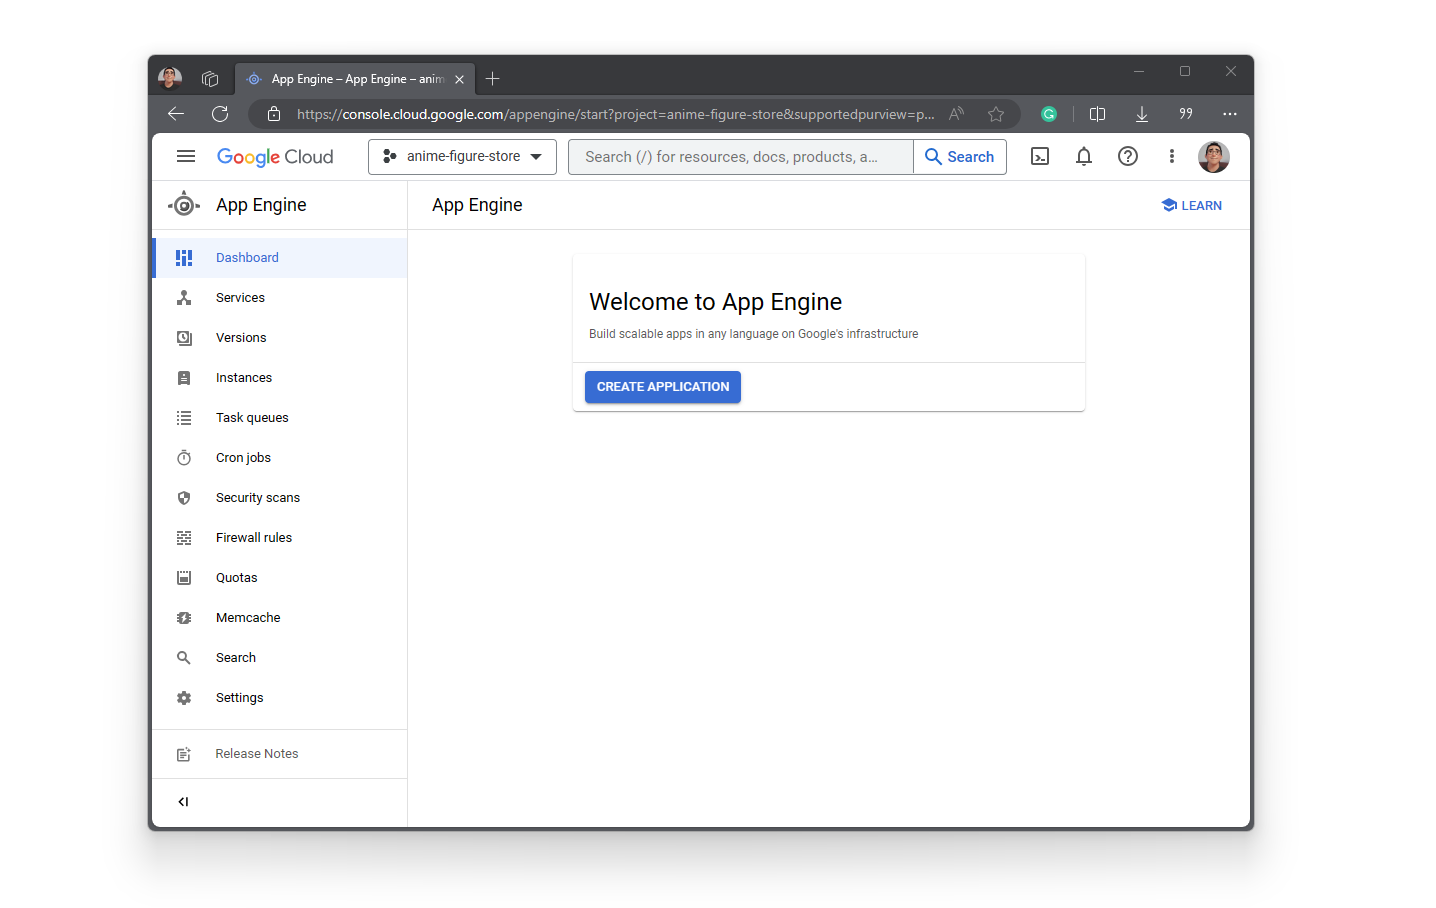 App Engine – App Engine – anim
https://console.cloud.google.com/appengine/start?project=anime-figure-store&supportedpurview=p...
Google Cloud
anime-figure-store
Search (/) for resources, docs, products, a...
Search
App Engine
App Engine
LEARN
Dashboard
Services
Versions
Instances
Task queues
Cron jobs
Security scans
Firewall rules
Quotas
Memcache
Search
Settings
Release Notes
Welcome to App Engine
Build scalable apps in any language on Google's infrastructure
CREATE APPLICATION